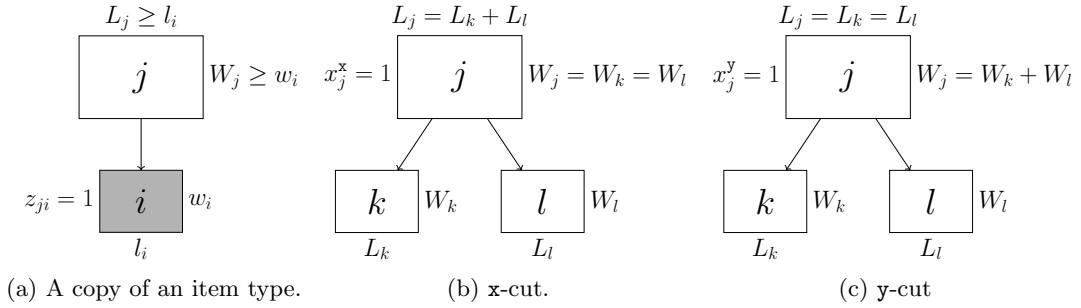 L_j ≥ l_i
L_j = L_k + L_l
L_j = L_k = L_l
j
W_j ≥ w_i
x_j^x = 1
j
W_j = W_k = W_l
x_j^y = 1
j
W_j = W_k + W_l
z_{ji} = 1
i
w_i
k
W_k
l
W_l
k
W_k
l
W_l
l_i
L_k
L_l
L_k
L_l
(a) A copy of an item type.
(b) x-cut.
(c) y-cut